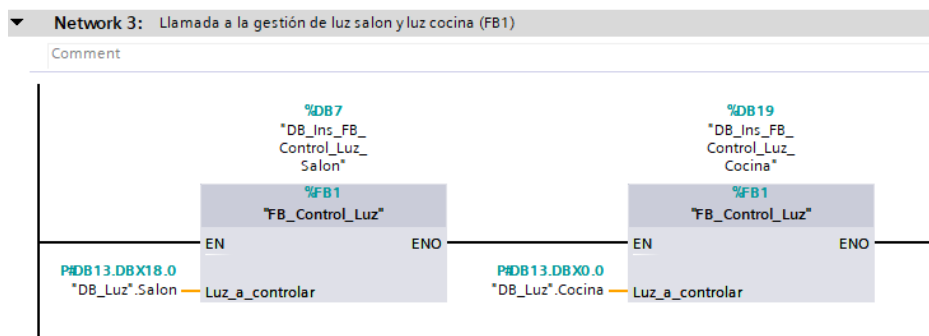 Network 3: Llamada a la gestión de luz salon y luz cocina (FB1)
Comment
%DB7
"DB_Ins_FB_
Control_Luz_
Salon"
%FB1
"FB_Control_Luz"
EN ENO
P#DB13.DBX18.0
"DB_Luz".Salon
Luz_a_controlar
%DB19
"DB_Ins_FB_
Control_Luz_
Cocina"
%FB1
"FB_Control_Luz"
EN ENO
P#DB13.DBX0.0
"DB_Luz".Cocina
Luz_a_controlar